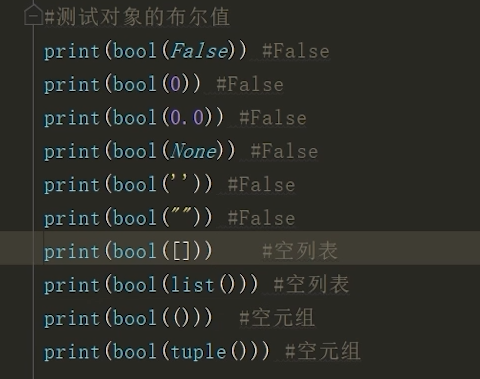 #测试对象的布尔值
print(bool(False)) #False
print(bool(0)) #False
print(bool(0.0)) #False
print(bool(None)) #False
print(bool('')) #False
print(bool("")) #False
print(bool([]))    #空列表
print(bool(list())) #空列表
print(bool(()))  #空元组
print(bool(tuple())) #空元组